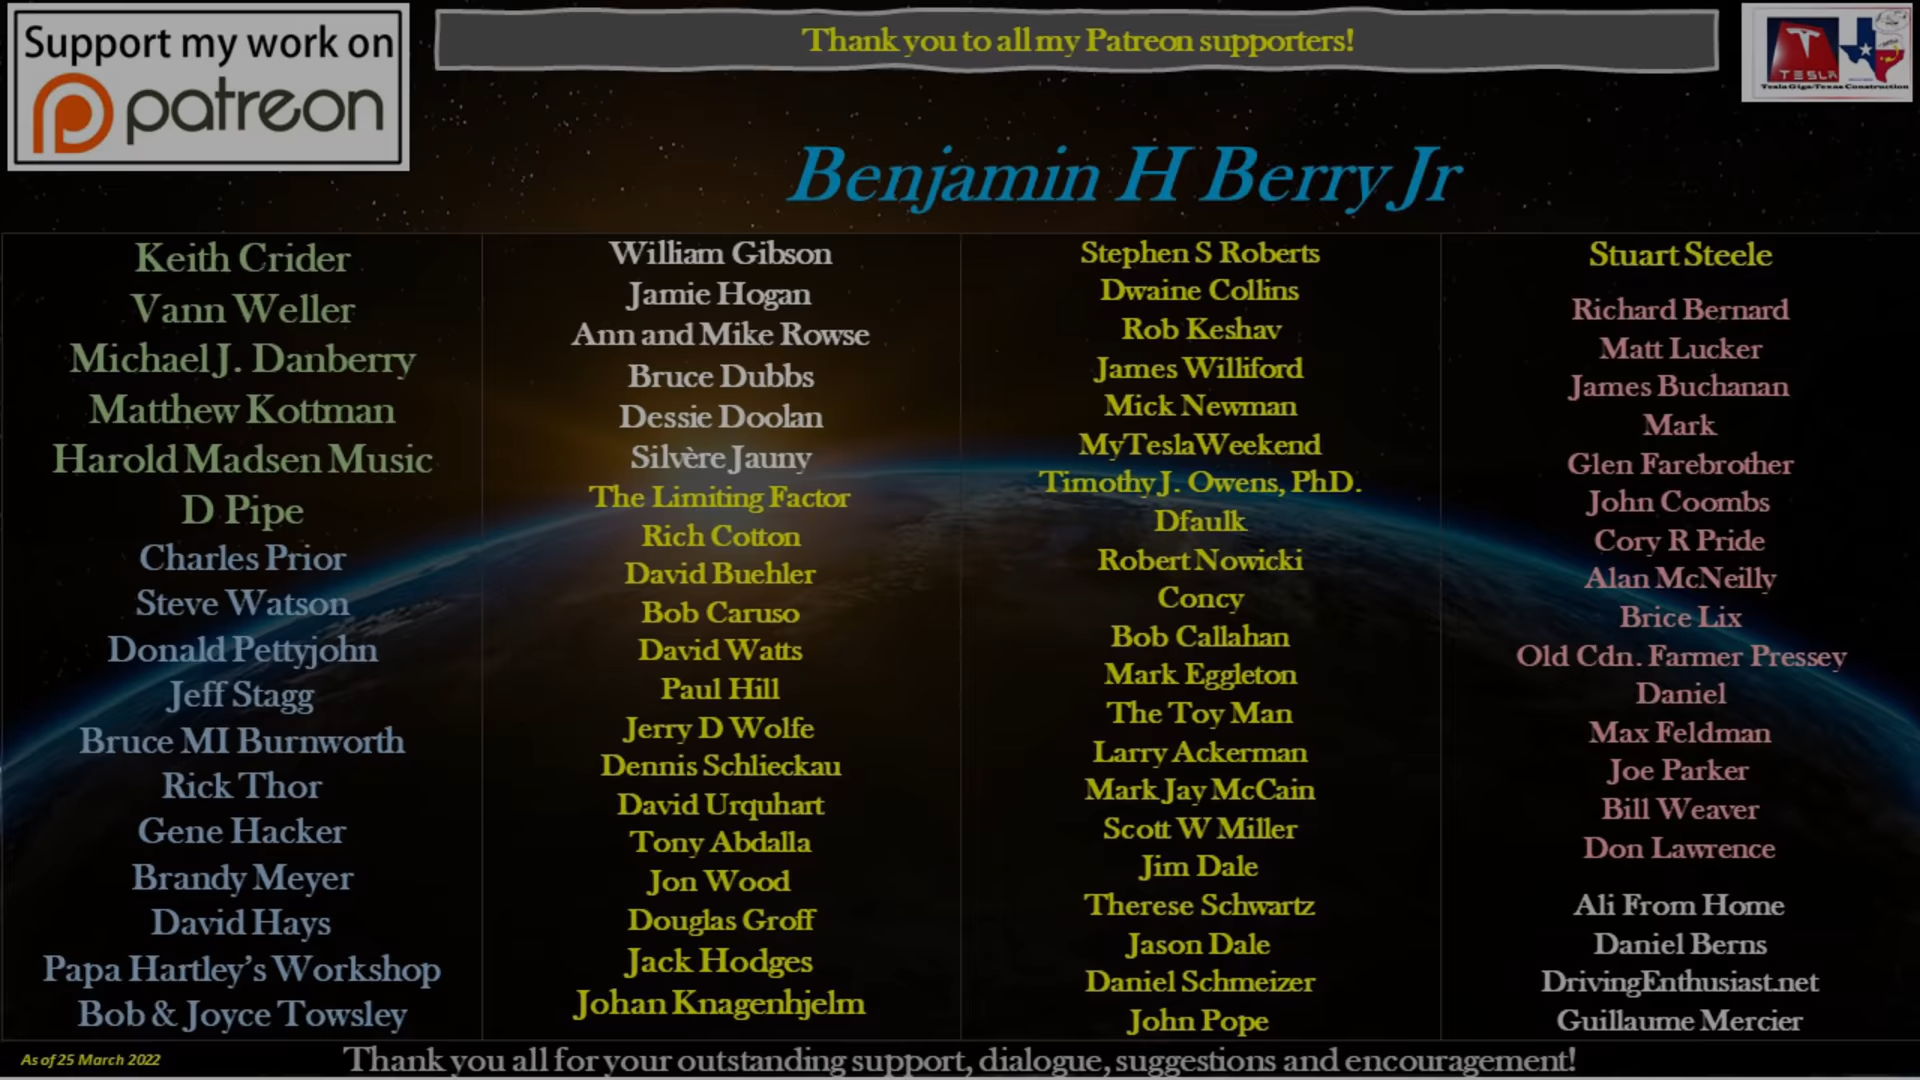 Support my work on
patreon
Thank you to all my Patreon supporters!
TESLA
Tesla Giga Texas Construction
Benjamin H Berry Jr
Keith Crider
Vann Weller
Michael J. Danberry
Matthew Kottman
Harold Madsen Music
D Pipe
Charles Prior
Steve Watson
Donald Pettyjohn
Jeff Stagg
Bruce MI Burnworth
Rick Thor
Gene Hacker
Brandy Meyer
David Hays
Papa Hartley's Workshop
Bob & Joyce Towsley
William Gibson
Jamie Hogan
Ann and Mike Rowse
Bruce Dubbs
Dessie Doolan
Silvère Jauny
The Limiting Factor
Rich Cotton
David Buehler
Bob Caruso
David Watts
Paul Hill
Jerry D Wolfe
Dennis Schlieckau
David Urquhart
Tony Abdalla
Jon Wood
Douglas Groff
Jack Hodges
Johan Knagenhjelm
Stephen S Roberts
Dwaine Collins
Rob Keshav
James Williford
Mick Newman
MyTeslaWeekend
Timothy J. Owens, PhD.
Dfaulk
Robert Nowicki
Concy
Bob Callahan
Mark Eggleton
The Toy Man
Larry Ackerman
Mark Jay McCain
Scott W Miller
Jim Dale
Therese Schwartz
Jason Dale
Daniel Schmeizer
John Pope
Stuart Steele
Richard Bernard
Matt Lucker
James Buchanan
Mark
Glen Farebrother
John Coombs
Cory R Pride
Alan McNeilly
Brice Lix
Old Cdn. Farmer Pressey
Daniel
Max Feldman
Joe Parker
Bill Weaver
Don Lawrence
Ali From Home
Daniel Berns
DrivingEnthusiast.net
Guillaume Mercier
As of 25 March 2022
Thank you all for your outstanding support, dialogue, suggestions and encouragement!